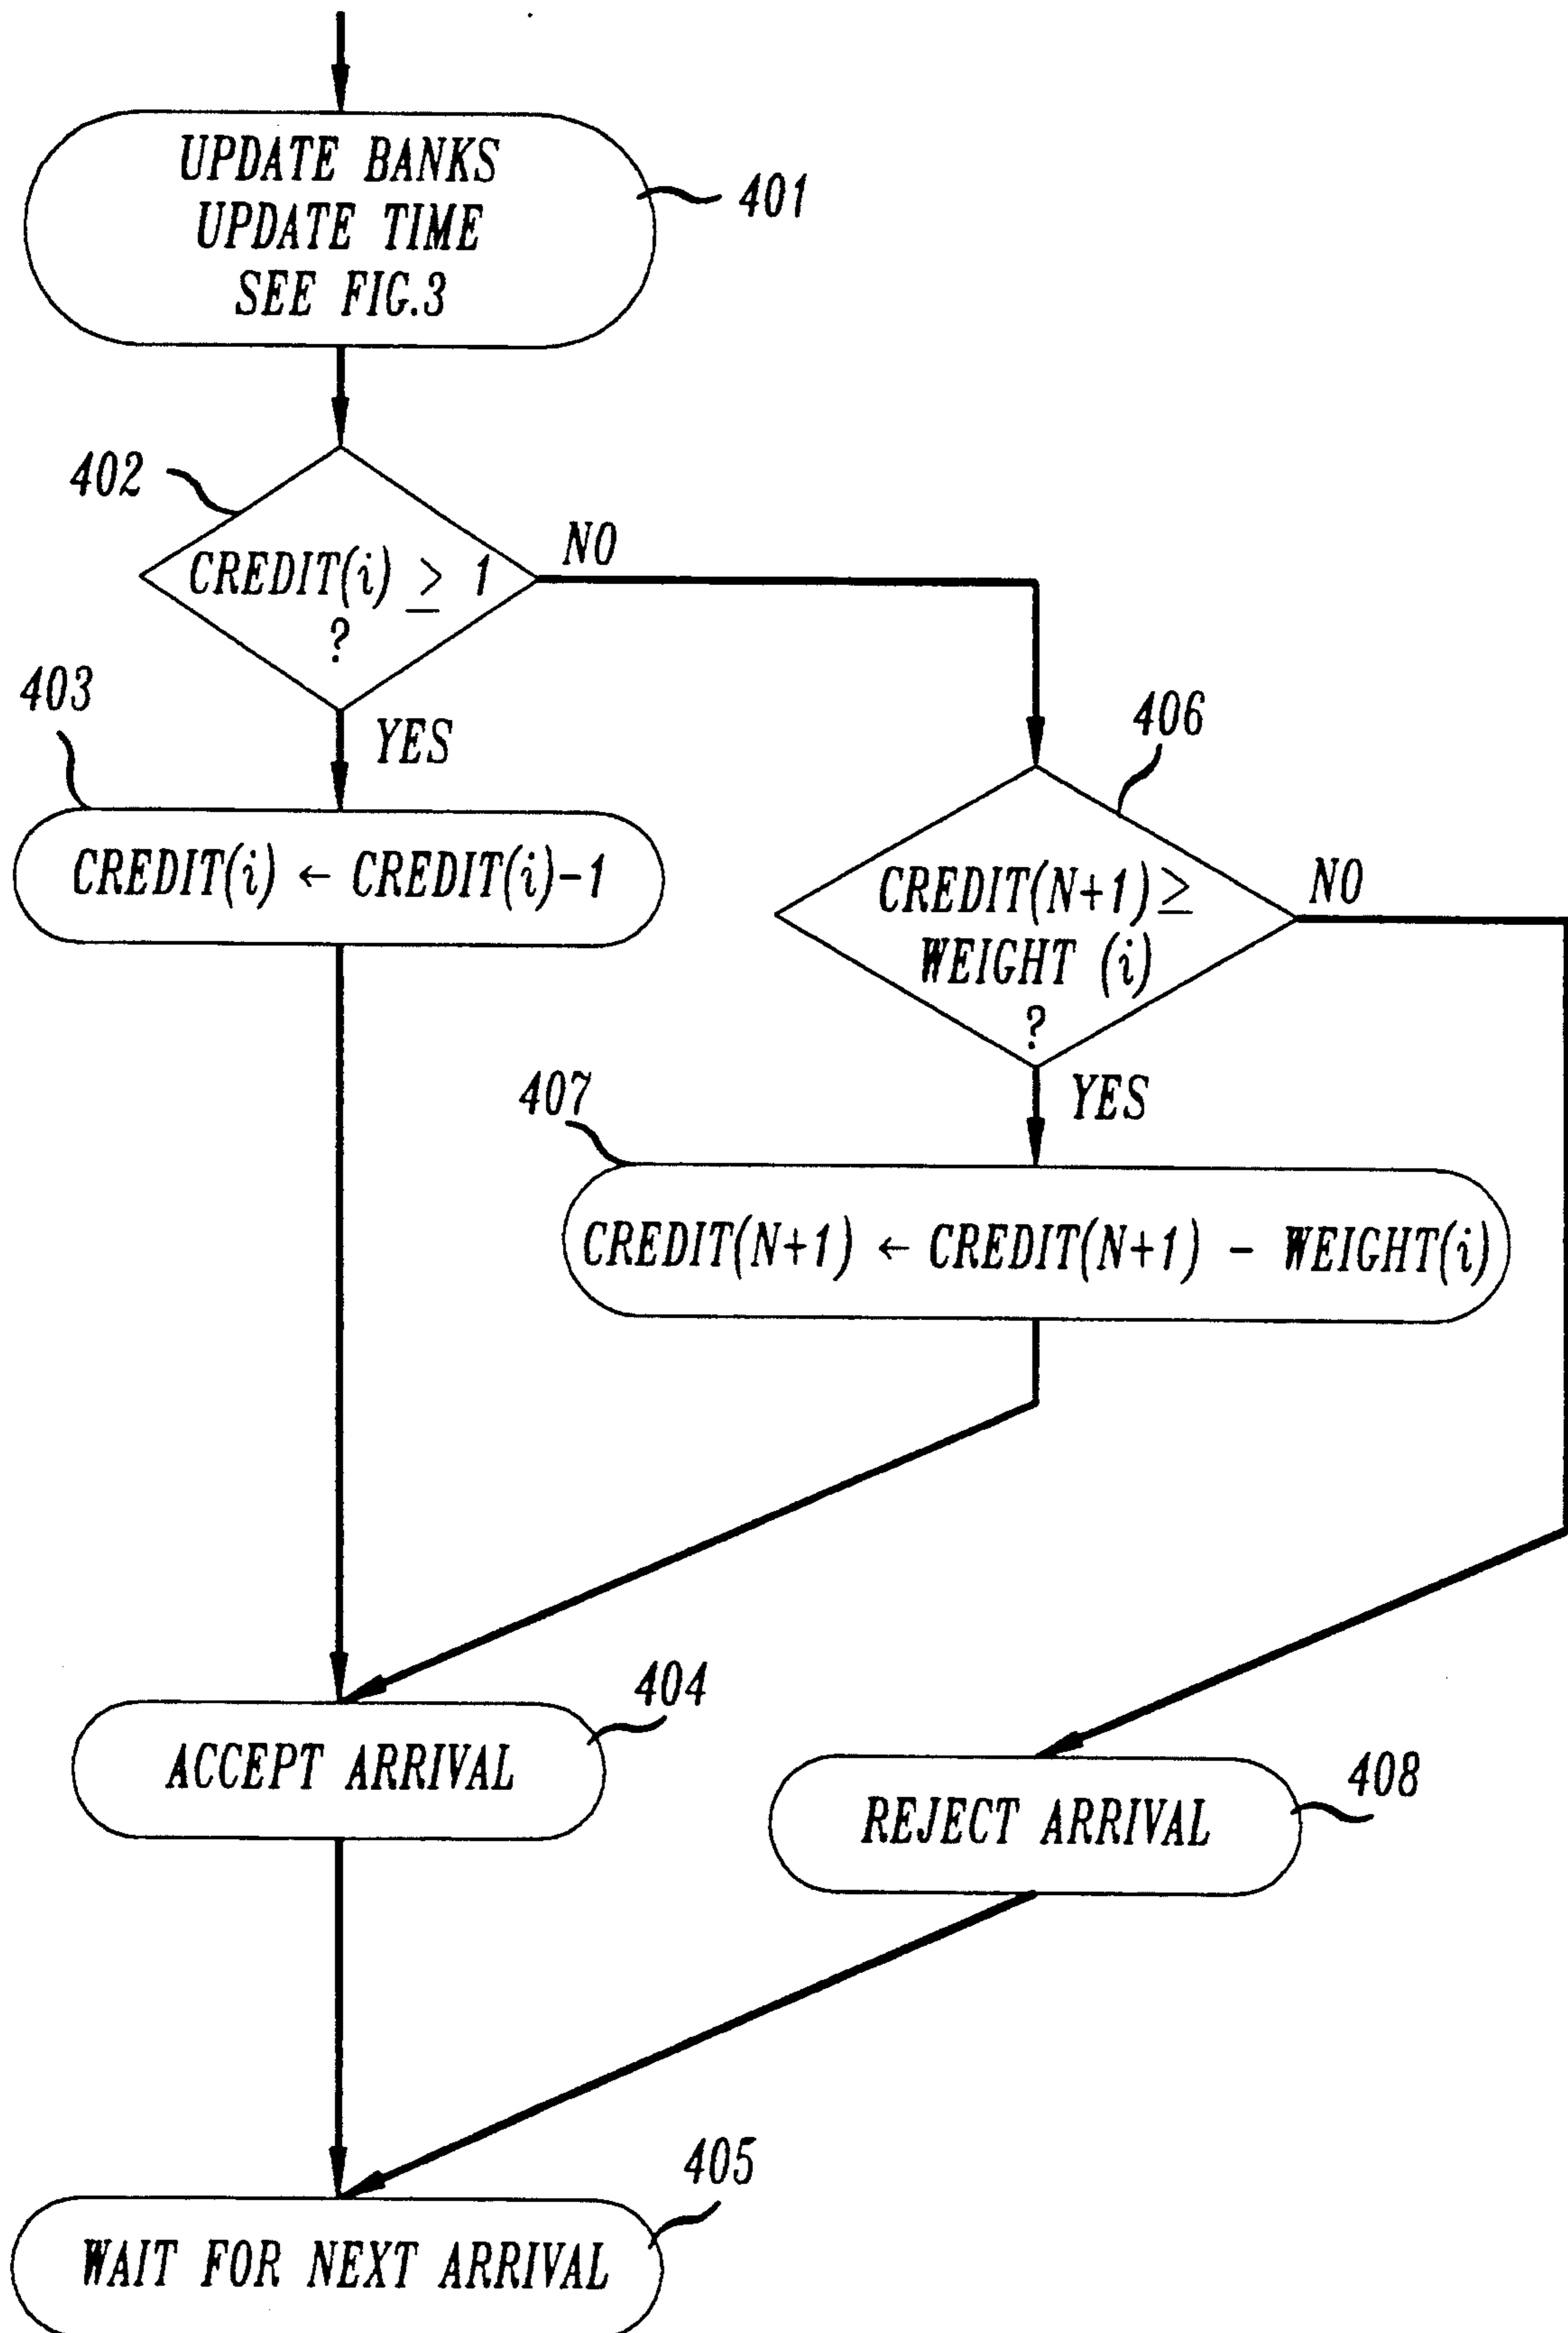 UPDATE BANKS
UPDATE TIME
SEE FIG.3
401
402
CREDIT(i) ≥ 1
?
NO
YES
403
CREDIT(i) ← CREDIT(i)-1
406
CREDIT(N+1) ≥
WEIGHT (i)
?
NO
YES
407
CREDIT(N+1) ← CREDIT(N+1) - WEIGHT(i)
404
ACCEPT ARRIVAL
408
REJECT ARRIVAL
405
WAIT FOR NEXT ARRIVAL